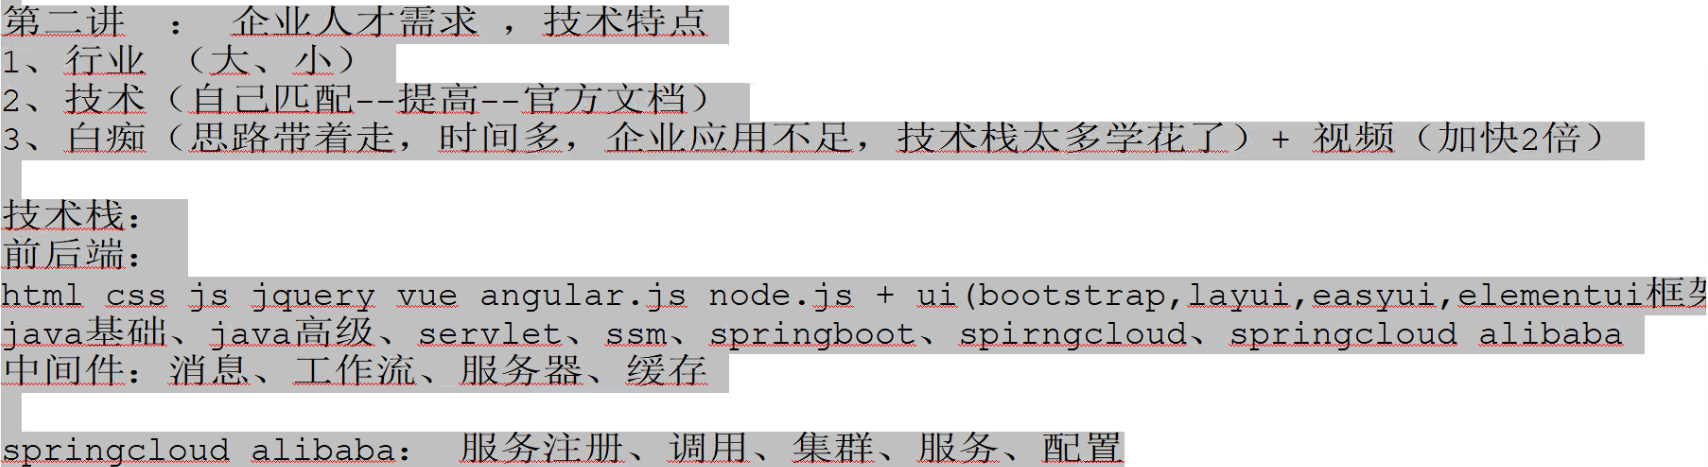 第二讲 ： 企业人才需求 ，技术特点
1、行业 （大、小）
2、技术（自己匹配--提高--官方文档）
3、白痴（思路带着走，时间多，企业应用不足，技术栈太多学花了）+ 视频（加快2倍）
技术栈：
前后端：
html css js jquery vue angular.js node.js + ui(bootstrap,layui,easyui,elementui框
java基础、java高级、servlet、ssm、springboot、spirngcloud、springcloud alibaba
中间件：消息、工作流、服务器、缓存
springcloud alibaba： 服务注册、调用、集群、服务、配置